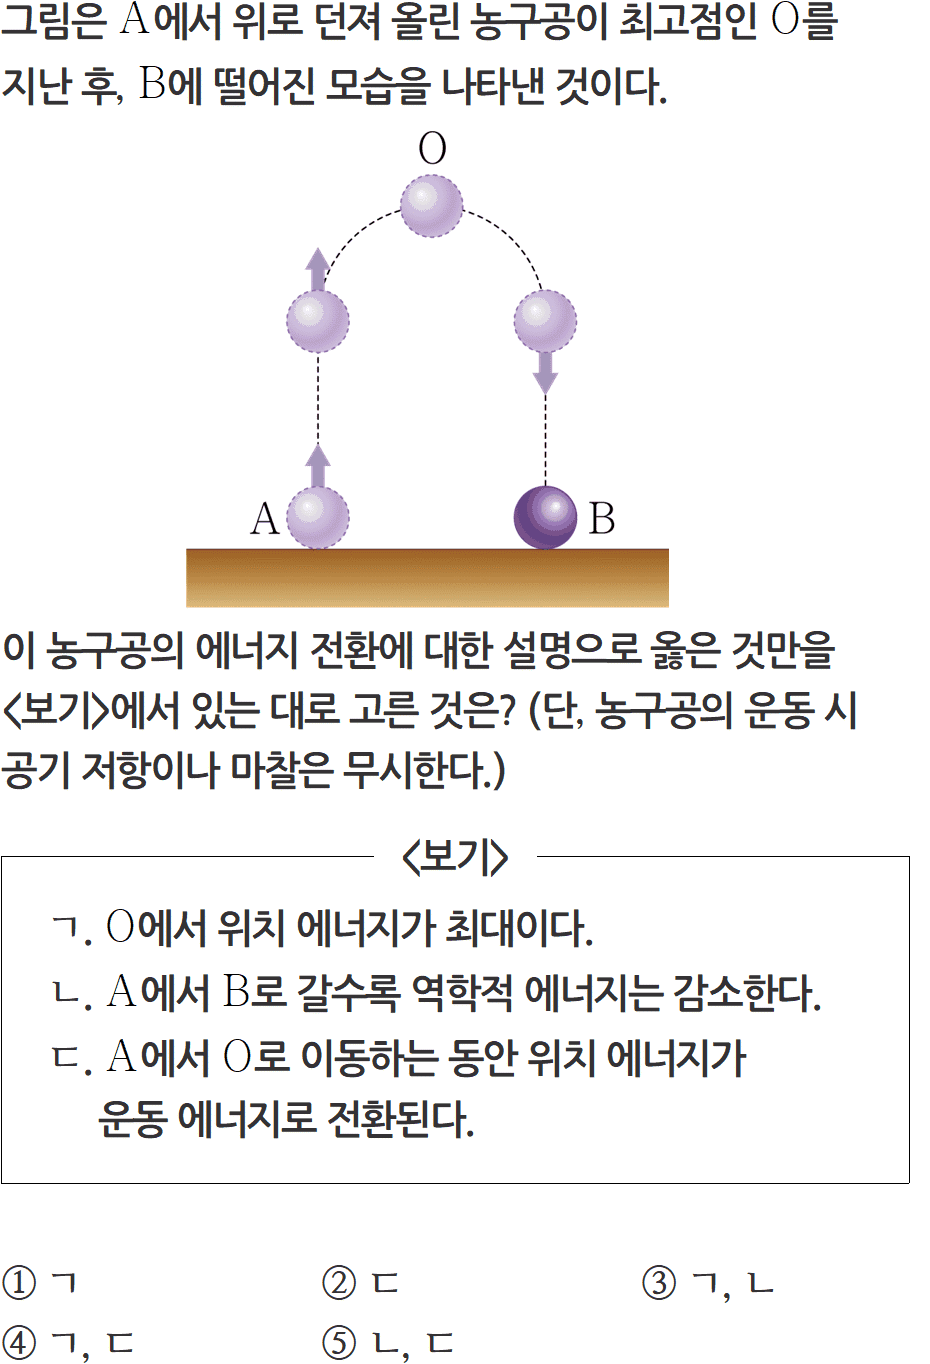 그림은 A에서 위로 던져 올린 농구공이 최고점인 O를
지난 후, B에 떨어진 모습을 나타낸 것이다.
O
A
B
이 농구공의 에너지 전환에 대한 설명으로 옳은 것만을
<보기>에서 있는 대로 고른 것은? (단, 농구공의 운동 시
공기 저항이나 마찰은 무시한다.)
<보기>
ㄱ. O에서 위치 에너지가 최대이다.
ㄴ. A에서 B로 갈수록 역학적 에너지는 감소한다.
ㄷ. A에서 O로 이동하는 동안 위치 에너지가
운동 에너지로 전환된다.
① ㄱ ② ㄷ ③ ㄱ, ㄴ
④ ㄱ, ㄷ ⑤ ㄴ, ㄷ